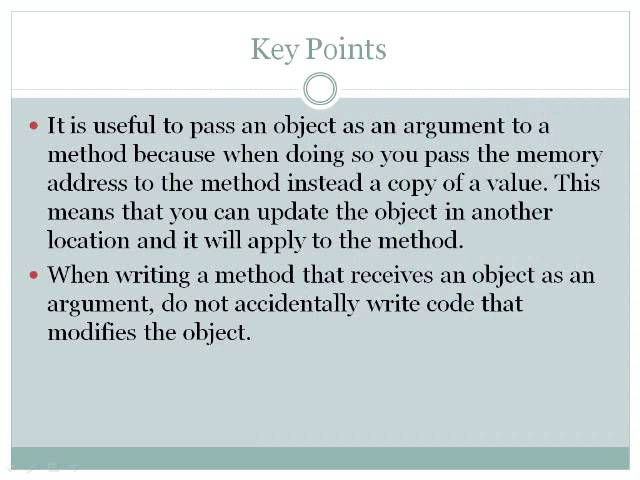 Key Points
• It is useful to pass an object as an argument to a
method because when doing so you pass the memory
address to the method instead a copy of a value. This
means that you can update the object in another
location and it will apply to the method.
• When writing a method that receives an object as an
argument, do not accidentally write code that
modifies the object.